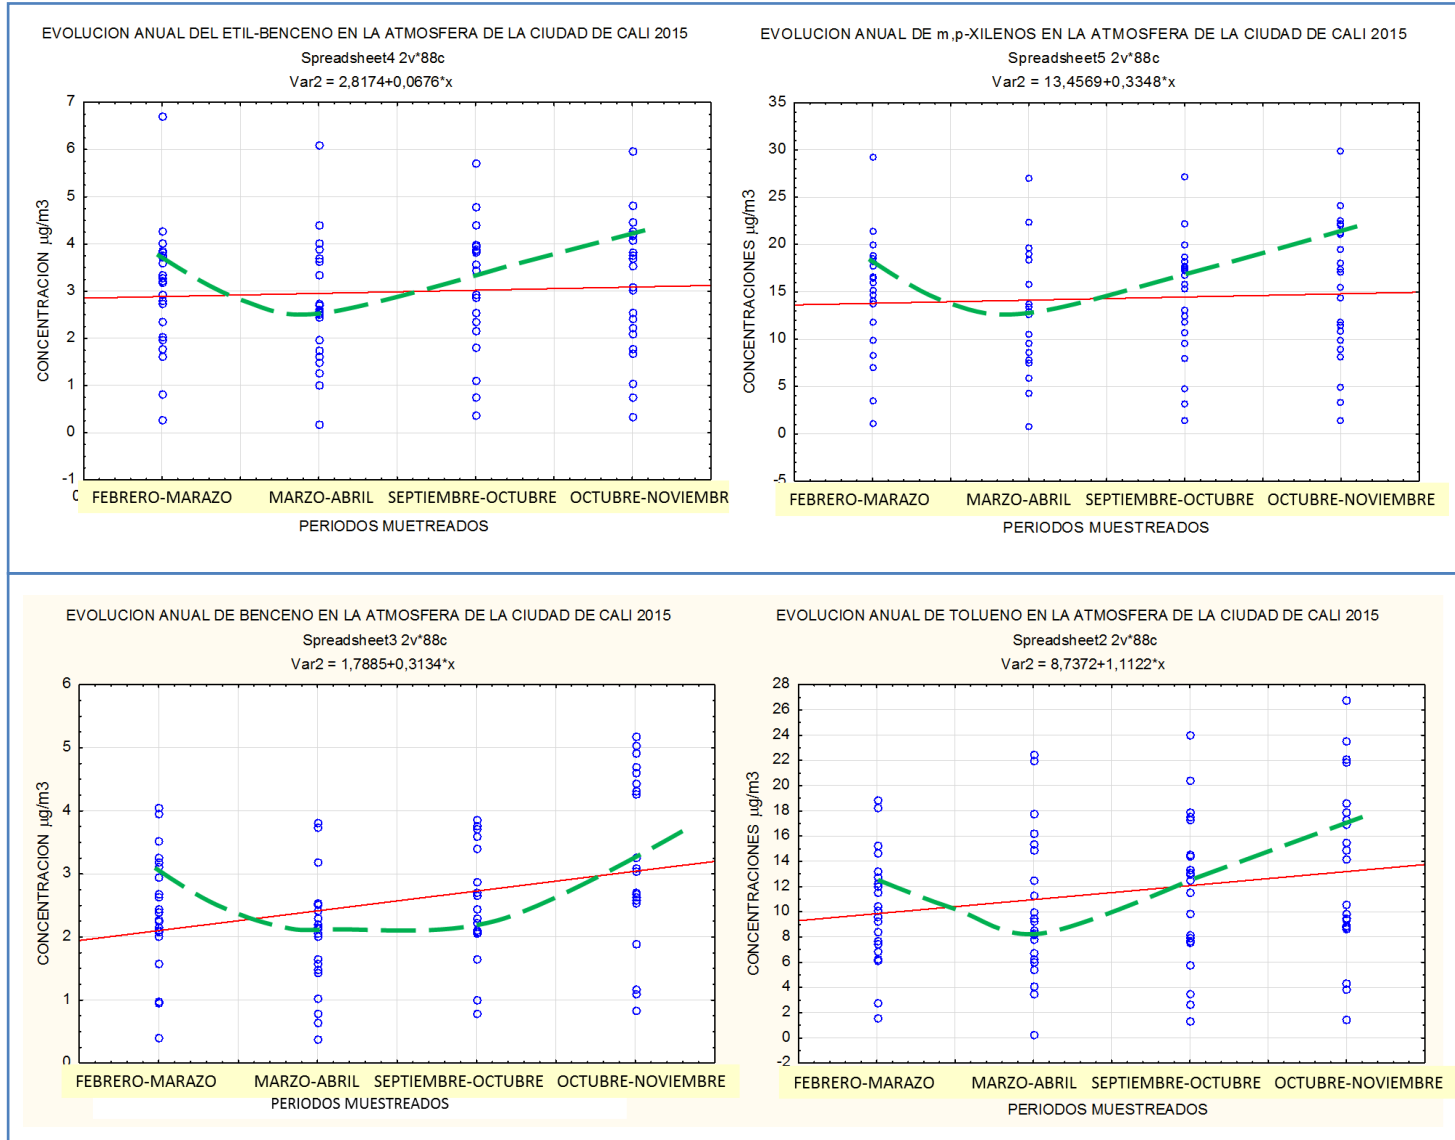 EVOLUCION ANUAL DEL ETIL-BENCENO EN LA ATMOSFERA DE LA CIUDAD DE CALI 2015
Spreadsheet4 2v*88c
Var2 = 2,8174+0,0676*x
7
6
5
4
3
2
1
0
-1
CONCENTRACION µg/m3
FEBRERO-MARAZO MARZO-ABRIL SEPTIEMBRE-OCTUBRE OCTUBRE-NOVIEMBR
PERIODOS MUETREADOS
EVOLUCION ANUAL DE m,p-XILENOS EN LA ATMOSFERA DE LA CIUDAD DE CALI 2015
Spreadsheet5 2v*88c
Var2 = 13,4569+0,3348*x
35
30
25
20
15
10
5
0
-5
CONCENTRACIONES µg/m3
FEBRERO-MARAZO MARZO-ABRIL SEPTIEMBRE-OCTUBRE OCTUBRE-NOVIEMBRE
PERIODOS MUESTREADOS
EVOLUCION ANUAL DE BENCENO EN LA ATMOSFERA DE LA CIUDAD DE CALI 2015
Spreadsheet3 2v*88c
Var2 = 1,7885+0,3134*x
6
5
4
3
2
1
0
CONCENTRACION µg/m3
FEBRERO-MARAZO MARZO-ABRIL SEPTIEMBRE-OCTUBRE OCTUBRE-NOVIEMBRE
PERIODOS MUESTREADOS
EVOLUCION ANUAL DE TOLUENO EN LA ATMOSFERA DE LA CIUDAD DE CALI 2015
Spreadsheet2 2v*88c
Var2 = 8,7372+1,1122*x
28
26
24
22
20
18
16
14
12
10
8
6
4
2
0
-2
CONCENTRACIONES µg/m3
FEBRERO-MARAZO MARZO-ABRIL SEPTIEMBRE-OCTUBRE OCTUBRE-NOVIEMBRE
PERIODOS MUESTREADOS